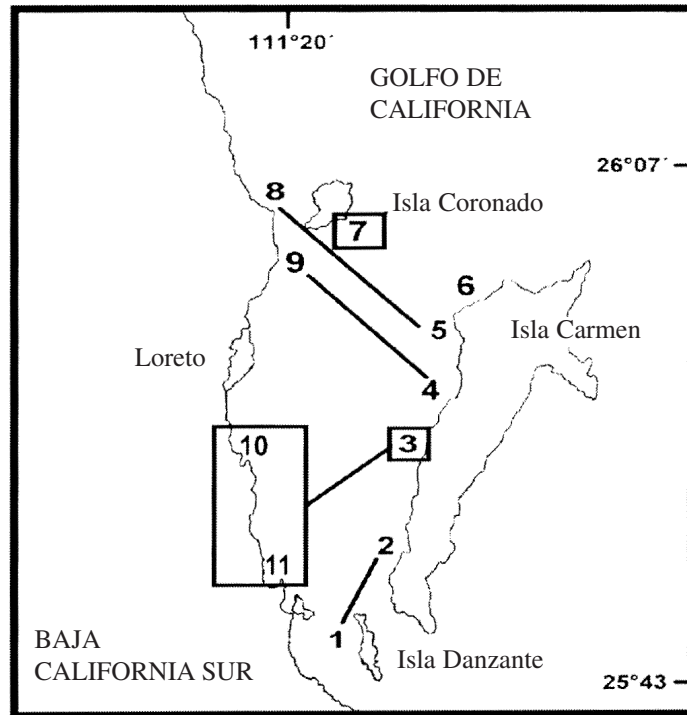 111°20´
GOLFO DE
CALIFORNIA
26°07´
8
Isla Coronado
7
9
6
5
Isla Carmen
Loreto
4
10
3
2
11
1
BAJA
CALIFORNIA SUR
Isla Danzante
25°43